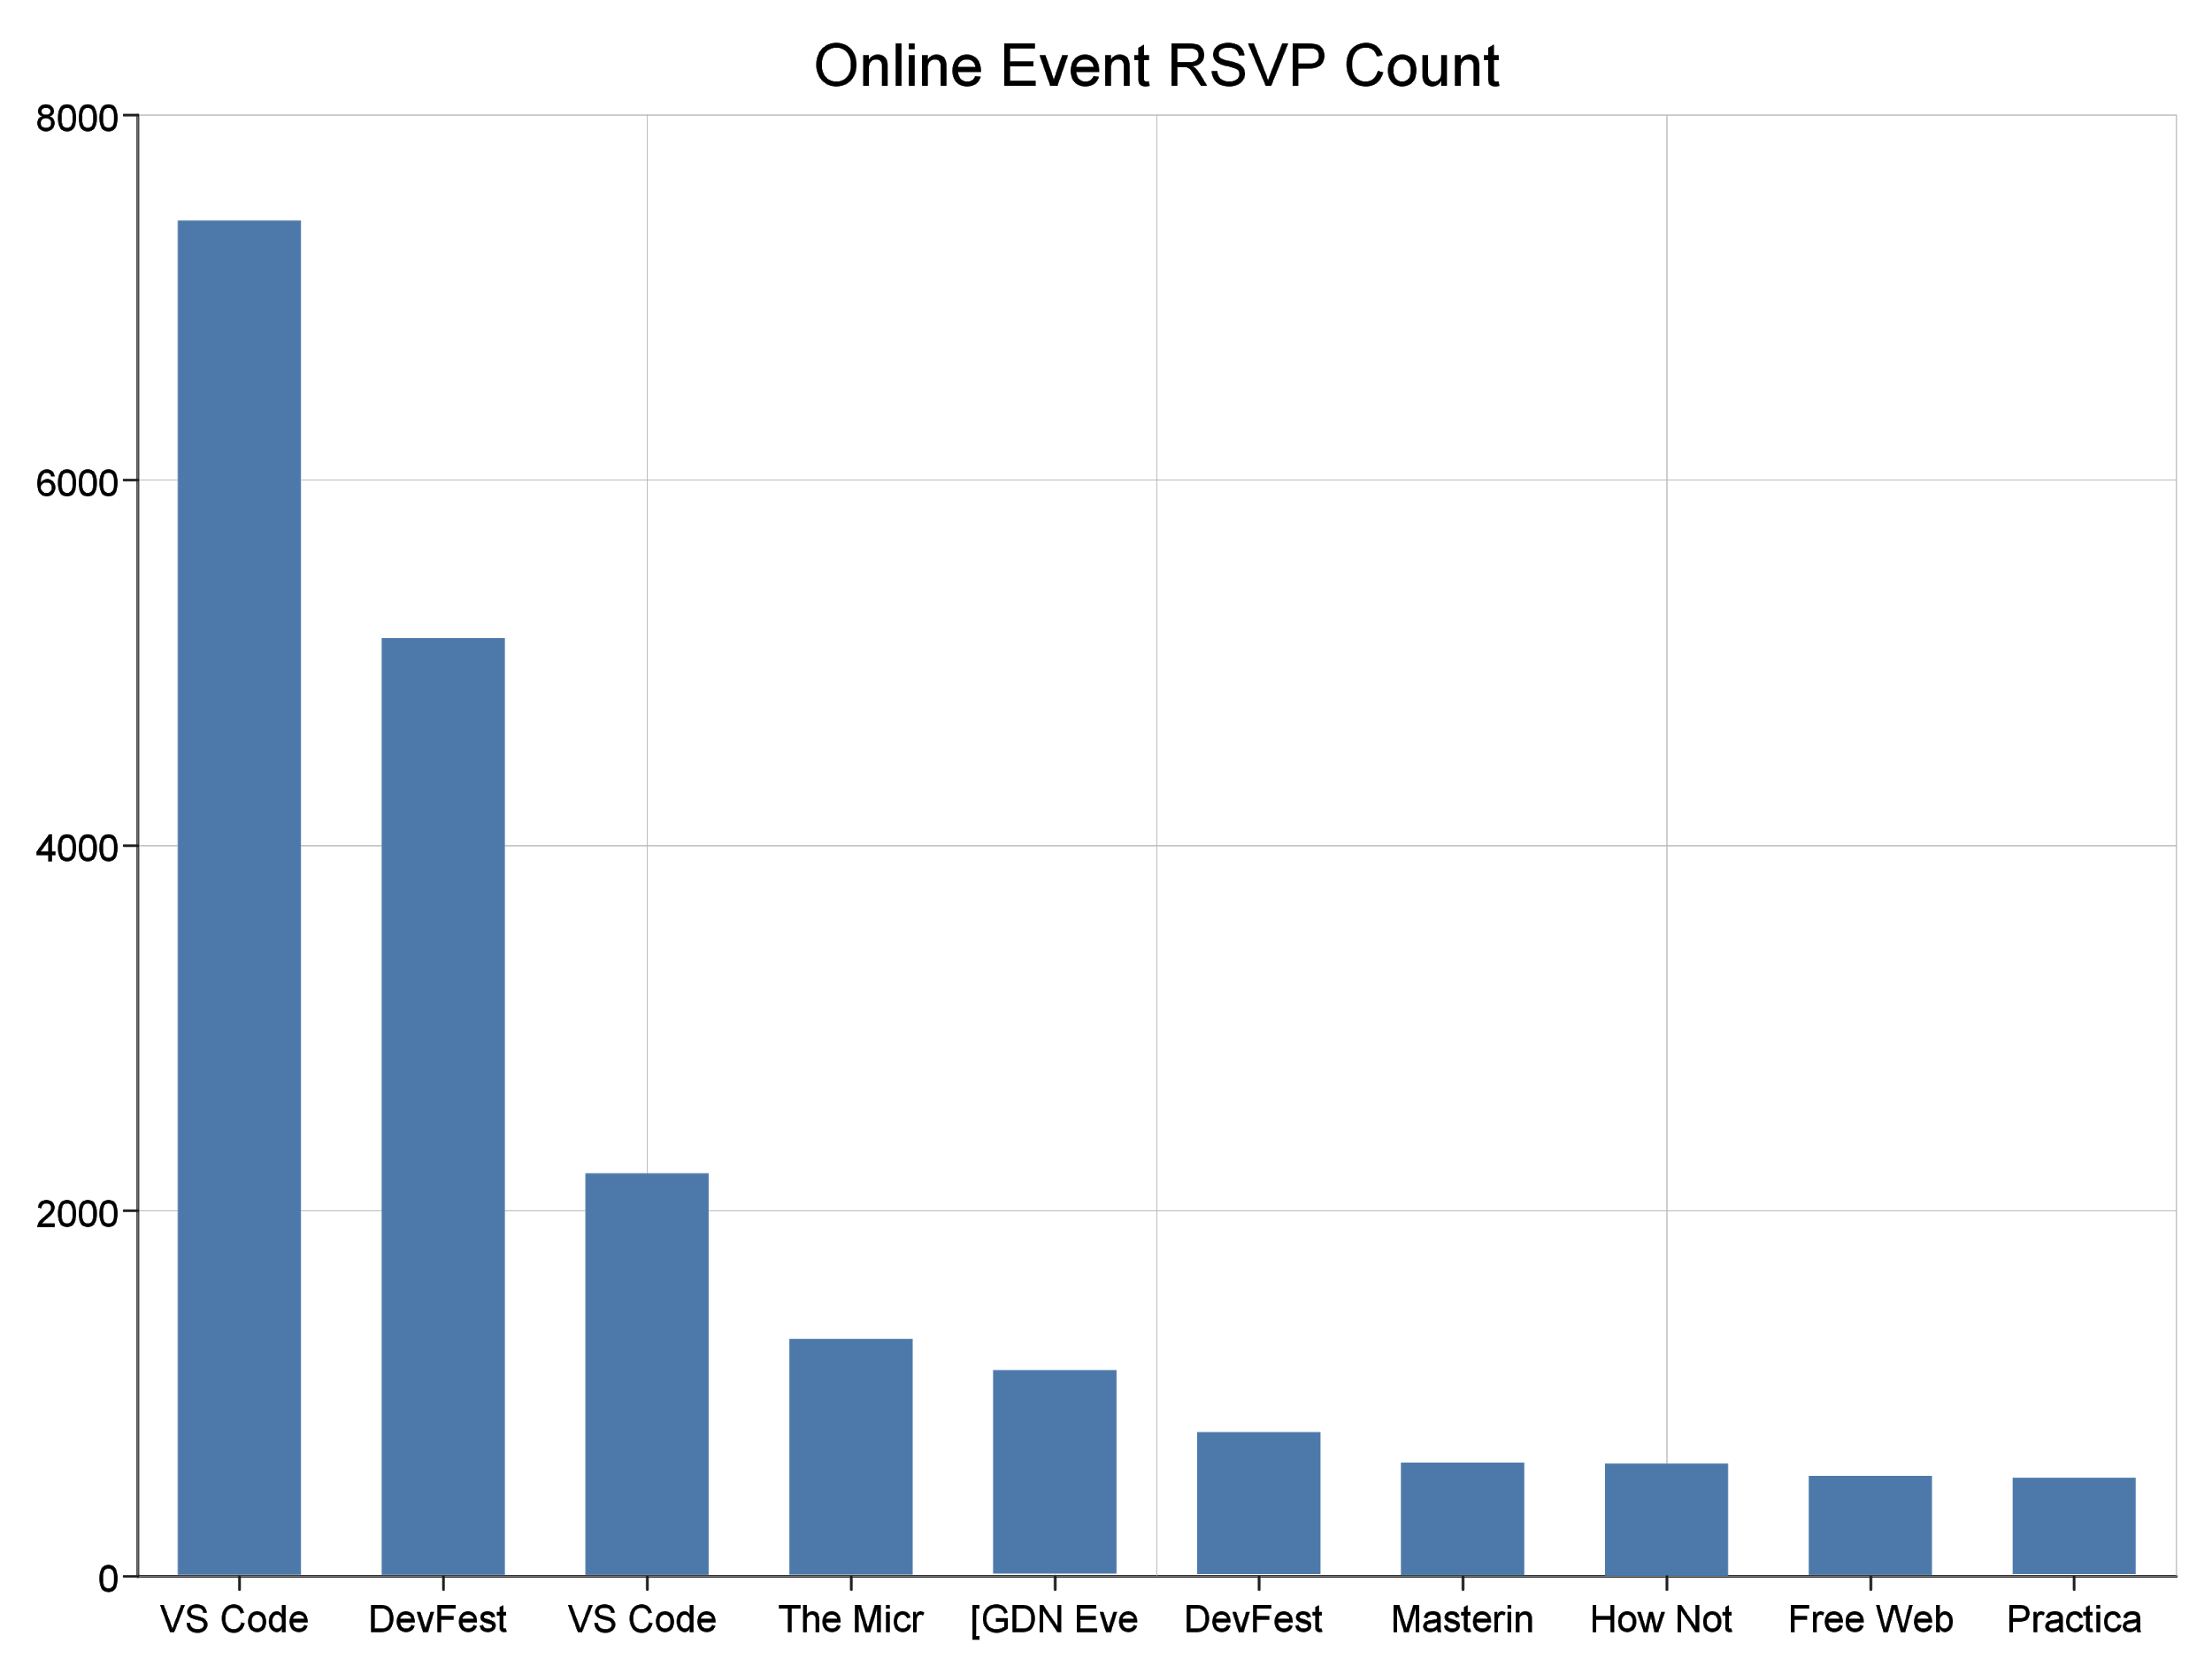 Online Event RSVP Count
8000
6000
4000
2000
0
VS Code DevFest VS Code The Micr [GDN Eve DevFest Masterin How Not Free Web Practica